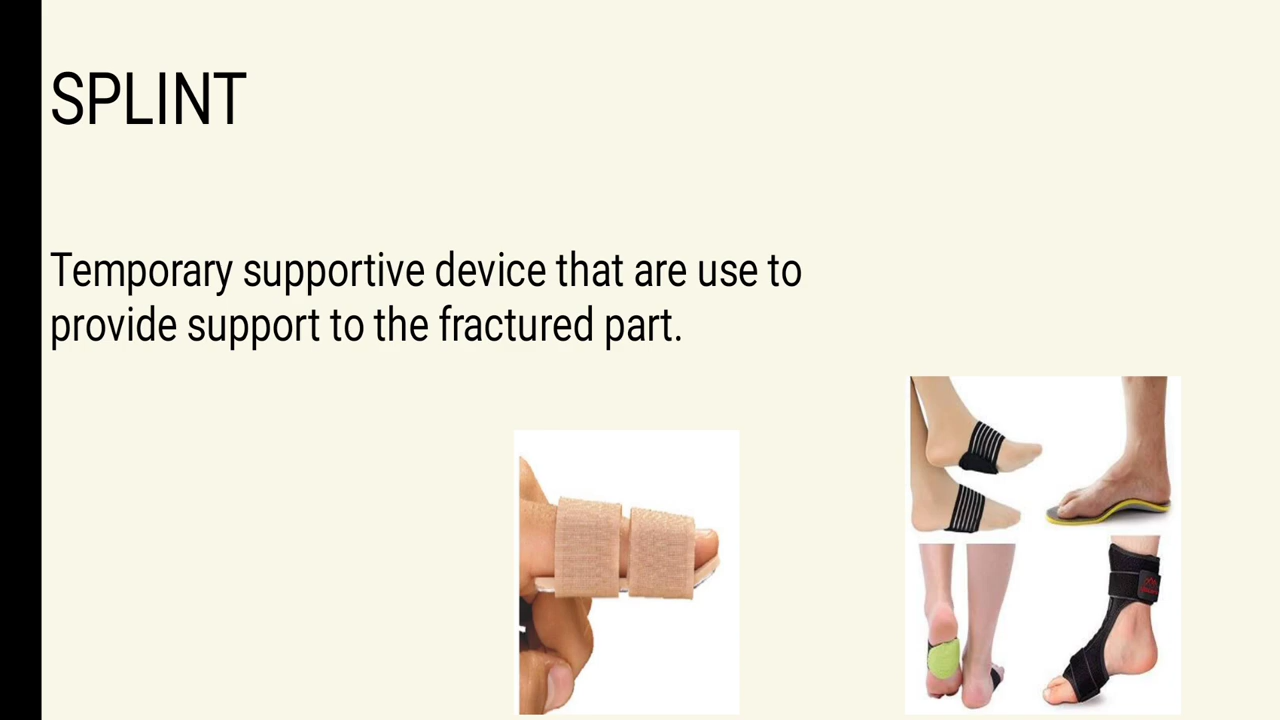 SPLINT
Temporary supportive device that are use to
provide support to the fractured part.